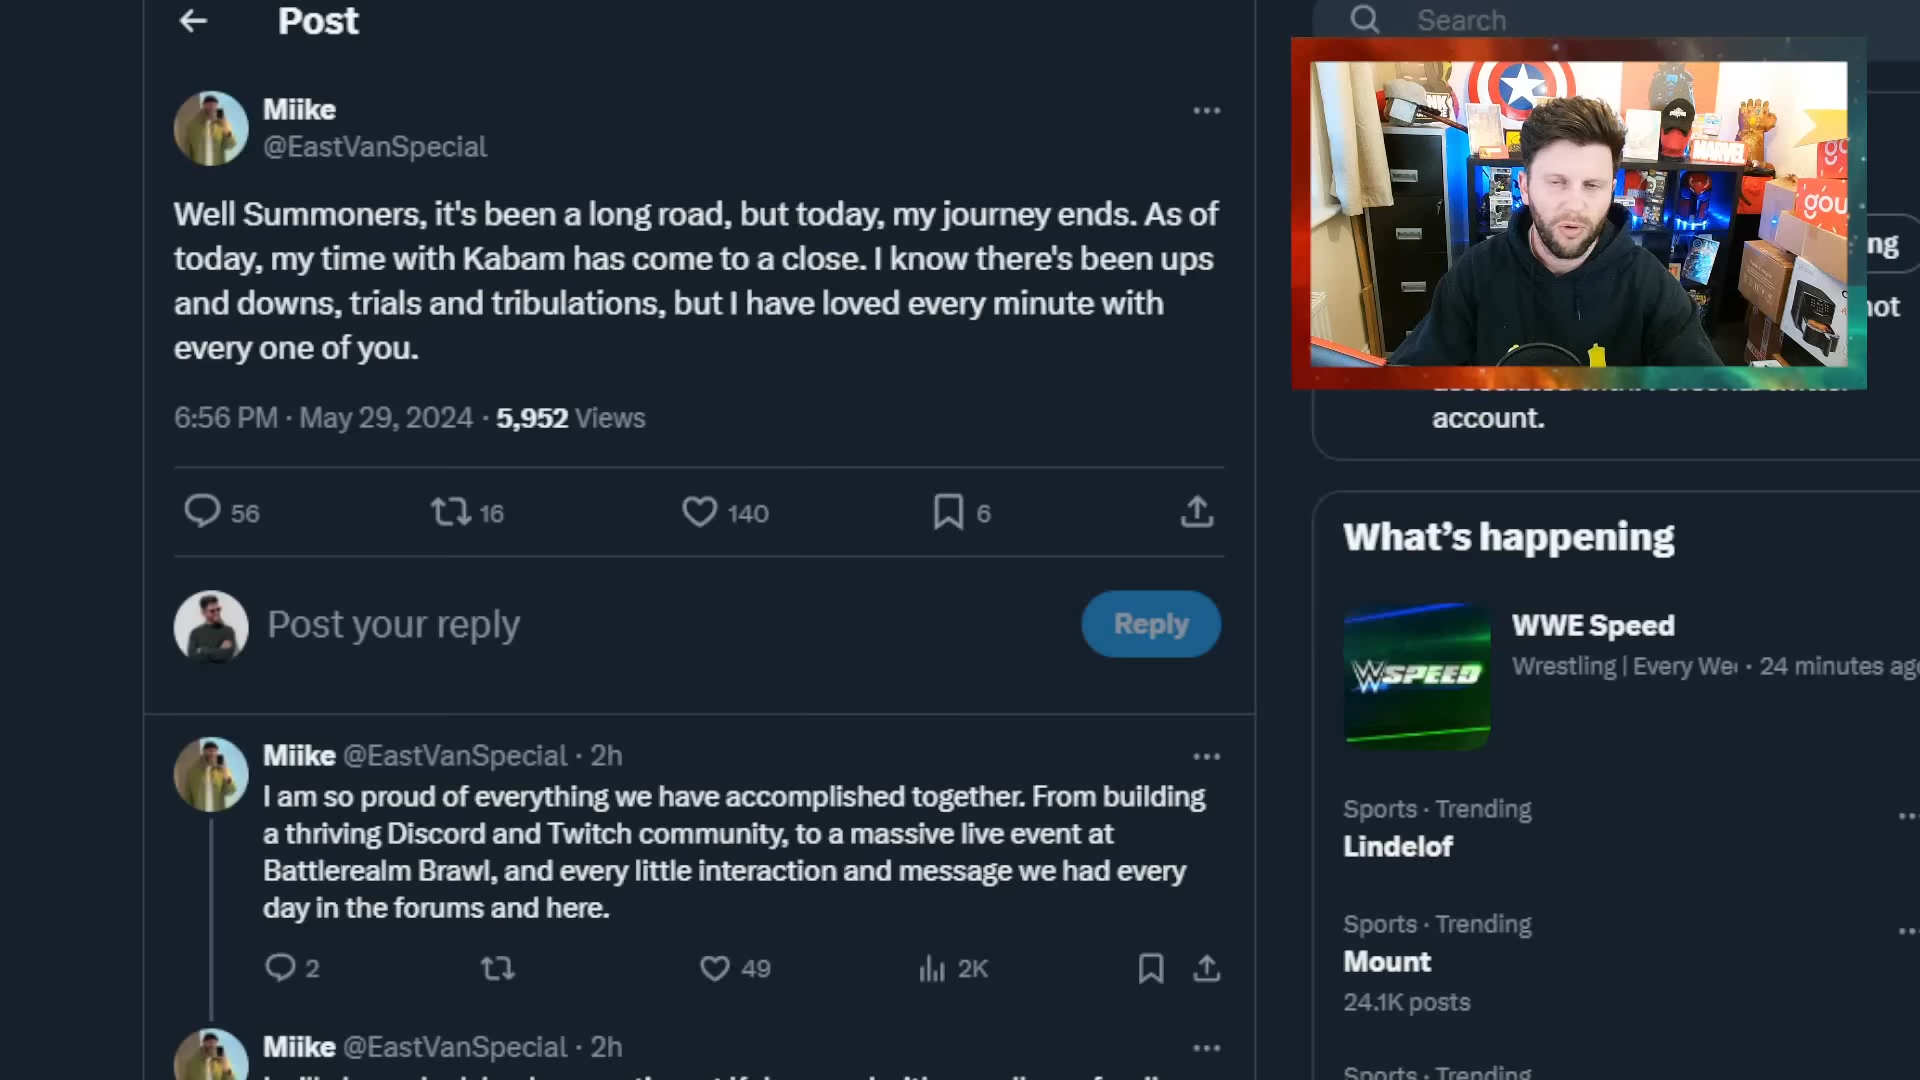 Post
Search
Miike
@EastVanSpecial
Well Summoners, it's been a long road, but today, my journey ends. As of
today, my time with Kabam has come to a close. I know there's been ups
and downs, trials and tribulations, but I have loved every minute with
every one of you.
6:56 PM · May 29, 2024 · 5,952 Views
56
16
140
6
Post your reply
Reply
Miike @EastVanSpecial · 2h
I am so proud of everything we have accomplished together. From building
a thriving Discord and Twitch community, to a massive live event at
Battlerealm Brawl, and every little interaction and message we had every
day in the forums and here.
2
49
2K
Miike @EastVanSpecial · 2h
MARVEL
gou
ng
not
account.
What's happening
WWE Speed
Wrestling | Every We · 24 minutes ago
SPEED
Sports · Trending
Lindelof
Sports · Trending
Mount
24.1K posts
Sports · Trending